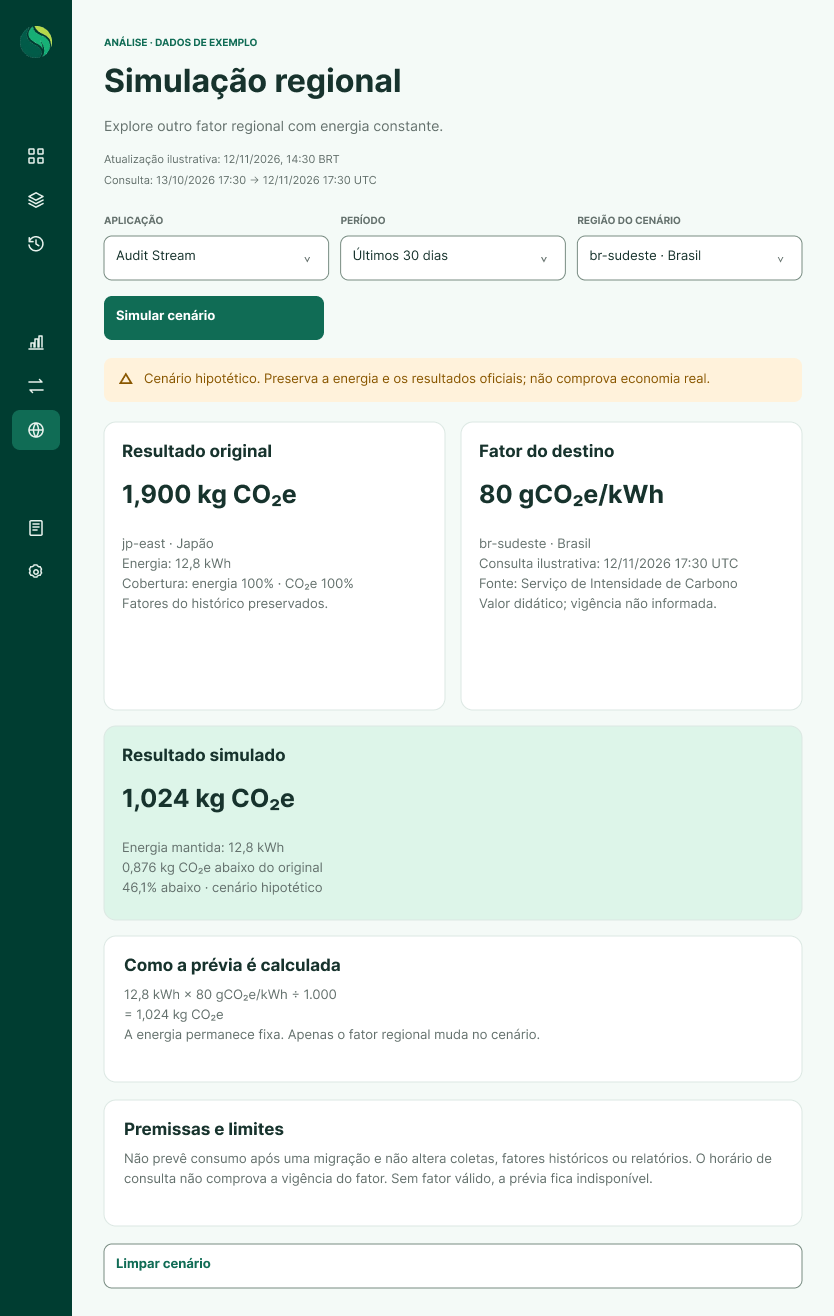 ANÁLISE · DADOS DE EXEMPLO
Simulação regional
Explore outro fator regional com energia constante.
Atualização ilustrativa: 12/11/2026, 14:30 BRT
Consulta: 13/10/2026 17:30 → 12/11/2026 17:30 UTC
APLICAÇÃO
Audit Stream
PERÍODO
Últimos 30 dias
REGIÃO DO CENÁRIO
br-sudeste · Brasil
Simular cenário
Cenário hipotético. Preserva a energia e os resultados oficiais; não comprova economia real.
Resultado original
1,900 kg CO₂e
jp-east · Japão
Energia: 12,8 kWh
Cobertura: energia 100% · CO₂e 100%
Fatores do histórico preservados.
Fator do destino
80 gCO₂e/kWh
br-sudeste · Brasil
Consulta ilustrativa: 12/11/2026 17:30 UTC
Fonte: Serviço de Intensidade de Carbono
Valor didático; vigência não informada.
Resultado simulado
1,024 kg CO₂e
Energia mantida: 12,8 kWh
0,876 kg CO₂e abaixo do original
46,1% abaixo · cenário hipotético
Como a prévia é calculada
12,8 kWh × 80 gCO₂e/kWh ÷ 1.000
= 1,024 kg CO₂e
A energia permanece fixa. Apenas o fator regional muda no cenário.
Premissas e limites
Não prevê consumo após uma migração e não altera coletas, fatores históricos ou relatórios. O horário de
consulta não comprova a vigência do fator. Sem fator válido, a prévia fica indisponível.
Limpar cenário